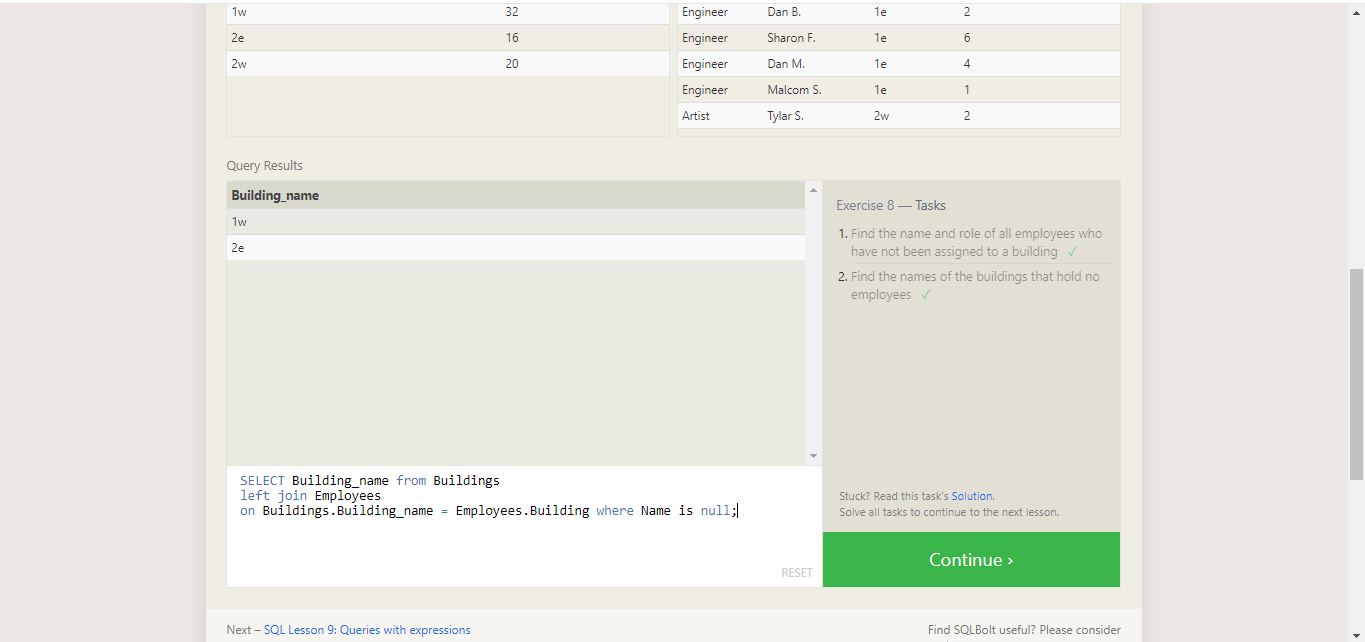 1w 32
2e 16
2w 20
Engineer Dan B. 1e 2
Engineer Sharon F. 1e 6
Engineer Dan M. 1e 4
Engineer Malcom S. 1e 1
Artist Tylar S. 2w 2
Query Results
Building_name
1w
2e
Exercise 8 — Tasks
1. Find the name and role of all employees who
have not been assigned to a building ✓
2. Find the names of the buildings that hold no
employees ✓
SELECT Building_name from Buildings
left join Employees
on Buildings.Building_name = Employees.Building where Name is null;
RESET
Stuck? Read this task's Solution.
Solve all tasks to continue to the next lesson.
Continue ›
Next – SQL Lesson 9: Queries with expressions
Find SQLBolt useful? Please consider